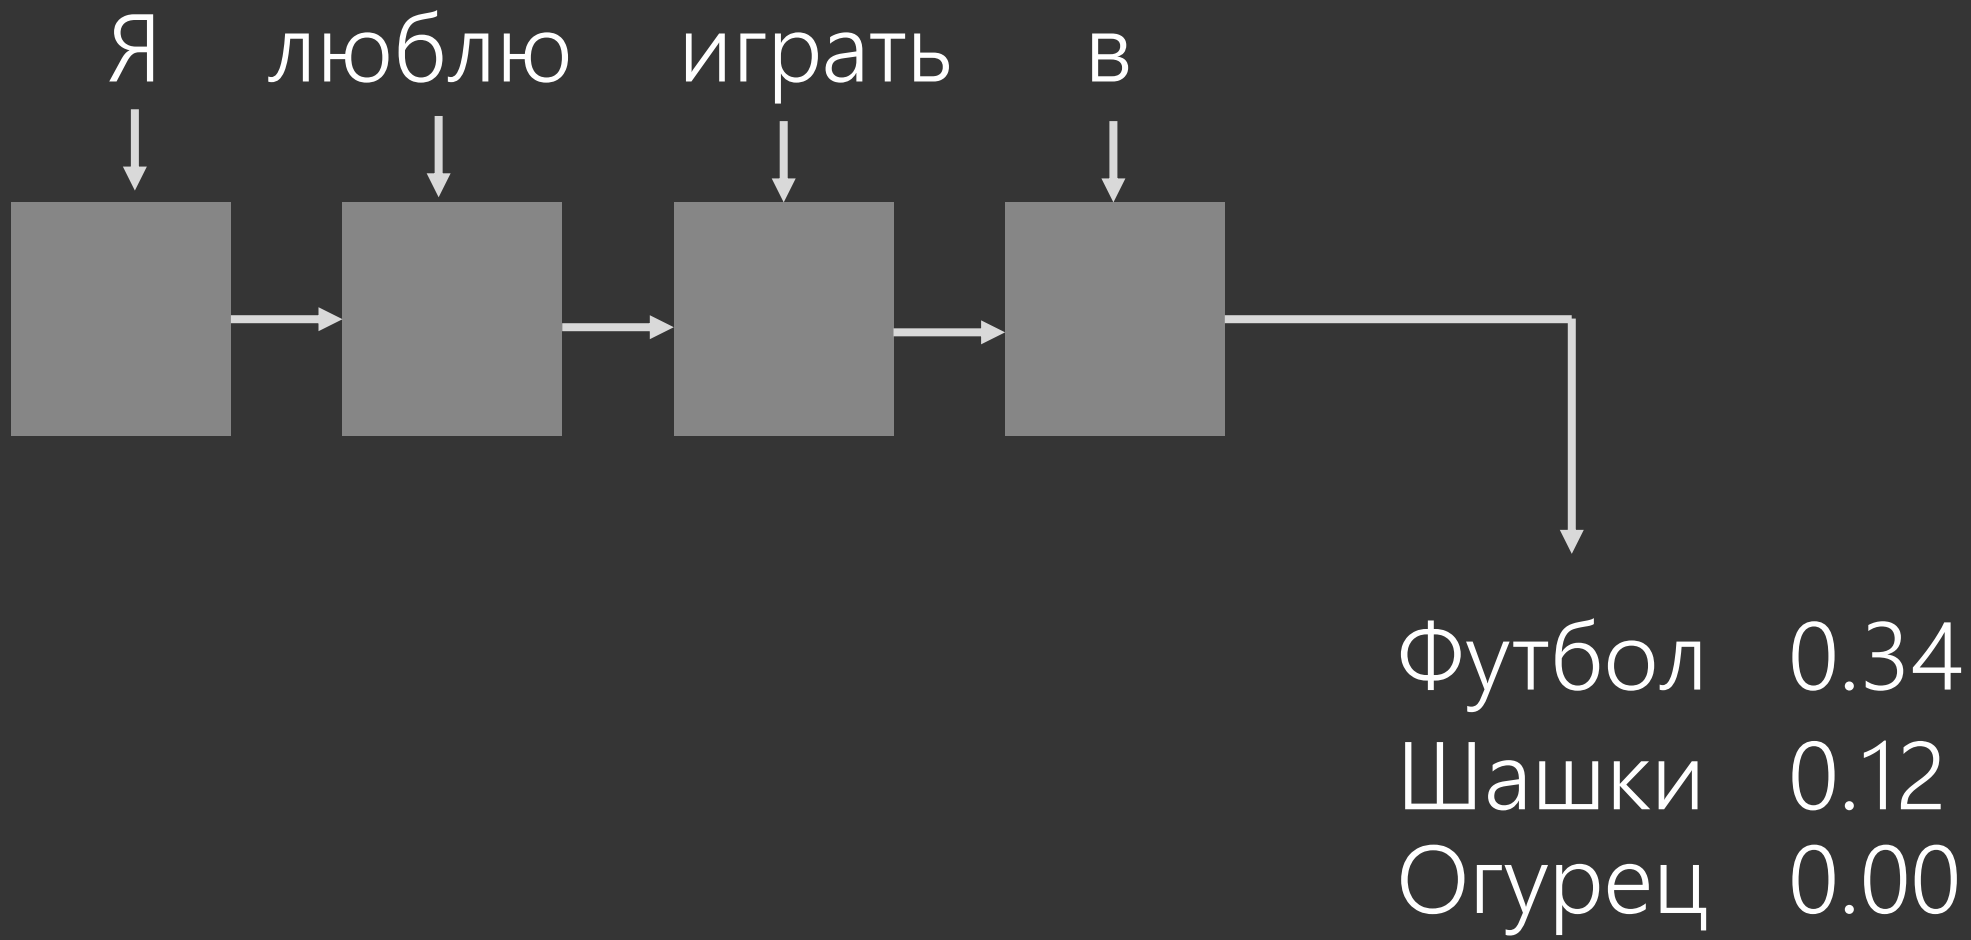 Я люблю играть в
Футбол 0.34
Шашки 0.12
Огурец 0.00